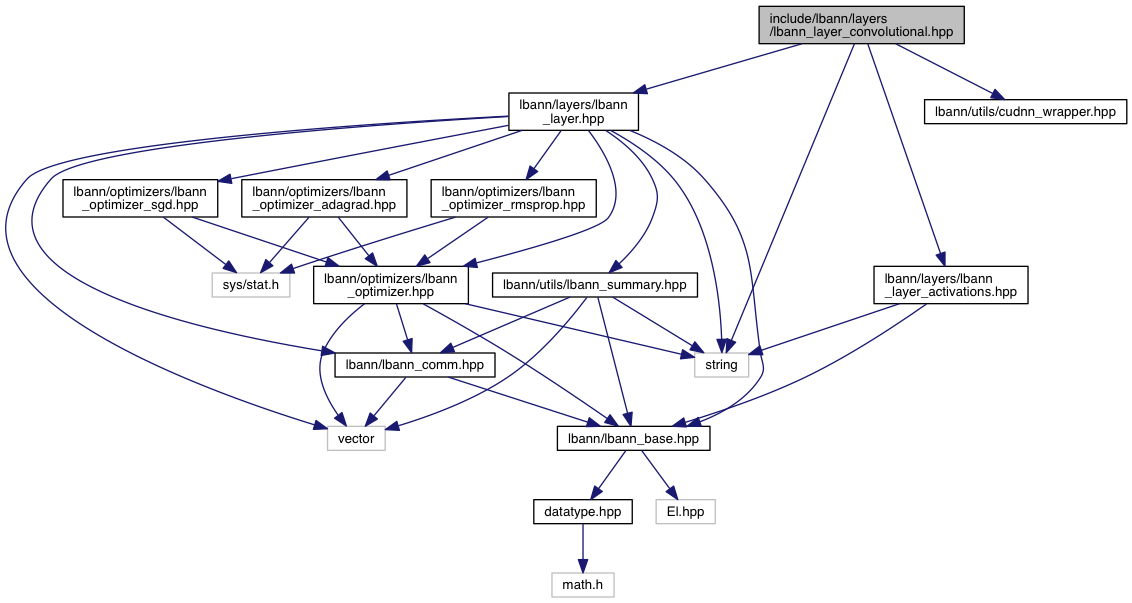 include/lbann/layers
/lbann_layer_convolutional.hpp
lbann/layers/lbann
_layer.hpp
lbann/utils/cudnn_wrapper.hpp
lbann/optimizers/lbann
_optimizer_sgd.hpp
lbann/optimizers/lbann
_optimizer_adagrad.hpp
lbann/optimizers/lbann
_optimizer_rmsprop.hpp
sys/stat.h
lbann/optimizers/lbann
_optimizer.hpp
lbann/utils/lbann_summary.hpp
lbann/layers/lbann
_layer_activations.hpp
lbann/lbann_comm.hpp
string
vector
lbann/lbann_base.hpp
datatype.hpp
El.hpp
math.h